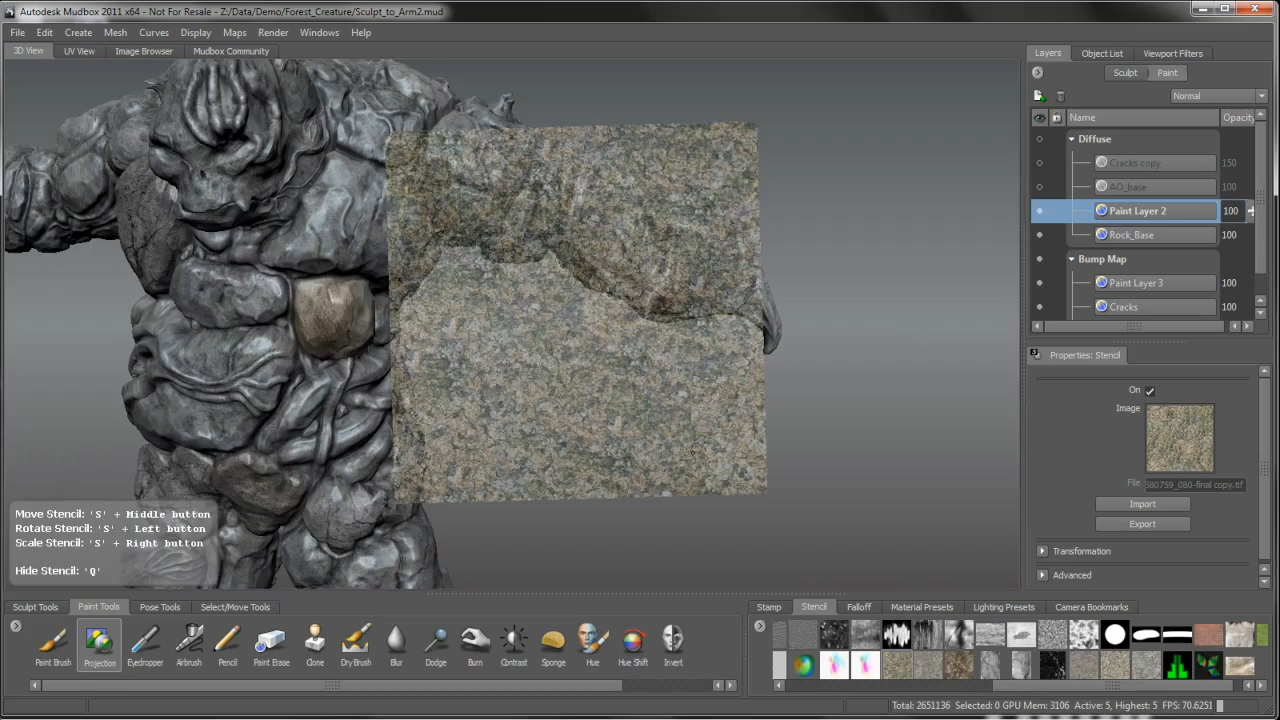 Autodesk Mudbox 2011 x64 - Not For Resale - Z:/Data/Demo/Forest_Creature/Sculpt_to_Arm2.mud
File Edit Create Mesh Curves Display Maps Render Windows Help
3D View UV View Image Browser Mudbox Community
Layers Object List Viewport Filters
Sculpt Paint
Normal
Name Opacity
Diffuse
Cracks copy 150
AO_base 100
Paint Layer 2 100
Rock_Base 100
Bump Map
Paint Layer 3 100
Cracks 100
Properties: Stencil
On
Image
File 580759_080-final copy.tif
Import
Export
Transformation
Advanced
Move Stencil: 'S' + Middle button
Rotate Stencil: 'S' + Left button
Scale Stencil: 'S' + Right button
Hide Stencil: 'Q'
Sculpt Tools Paint Tools Pose Tools Select/Move Tools
Paint Brush Projection Eyedropper Airbrush Pencil Paint Erase Clone Dry Brush Blur Dodge Burn Contrast Sponge Hue Hue Shift Invert
Stamp Stencil Falloff Material Presets Lighting Presets Camera Bookmarks
Total: 2651136 Selected: 0 GPU Mem: 3106 Active: 5, Highest: 5 FPS: 70.6251